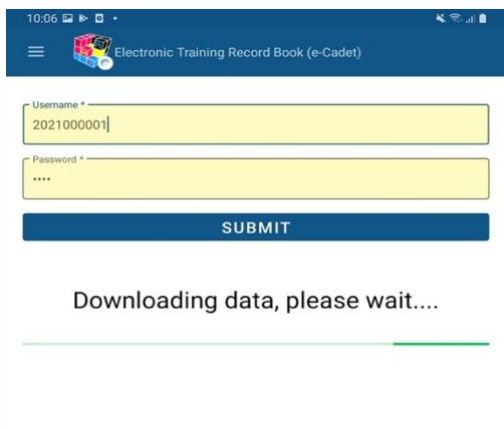 10:06
Electronic Training Record Book (e-Cadet)
Username *
2021000001
Password *
....
SUBMIT
Downloading data, please wait....